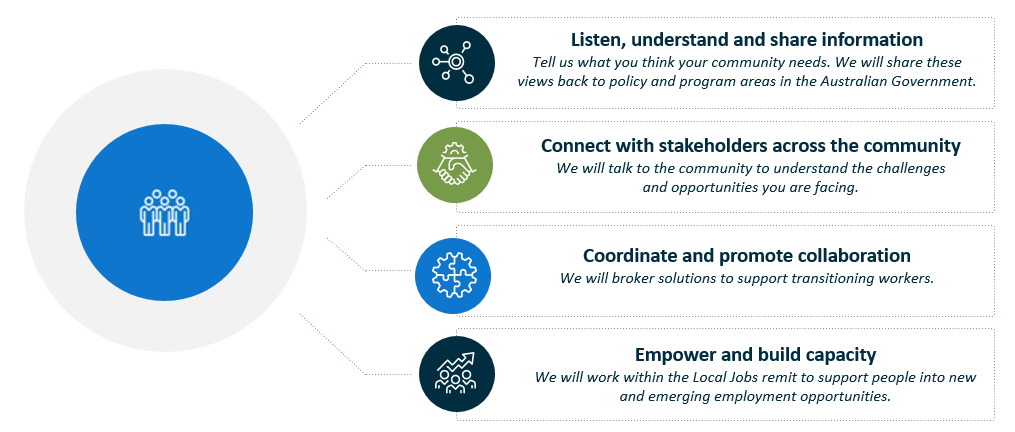 Listen, understand and share information
Tell us what you think your community needs. We will share these
views back to policy and program areas in the Australian Government.
Connect with stakeholders across the community
We will talk to the community to understand the challenges
and opportunities you are facing.
Coordinate and promote collaboration
We will broker solutions to support transitioning workers.
Empower and build capacity
We will work within the Local Jobs remit to support people into new
and emerging employment opportunities.